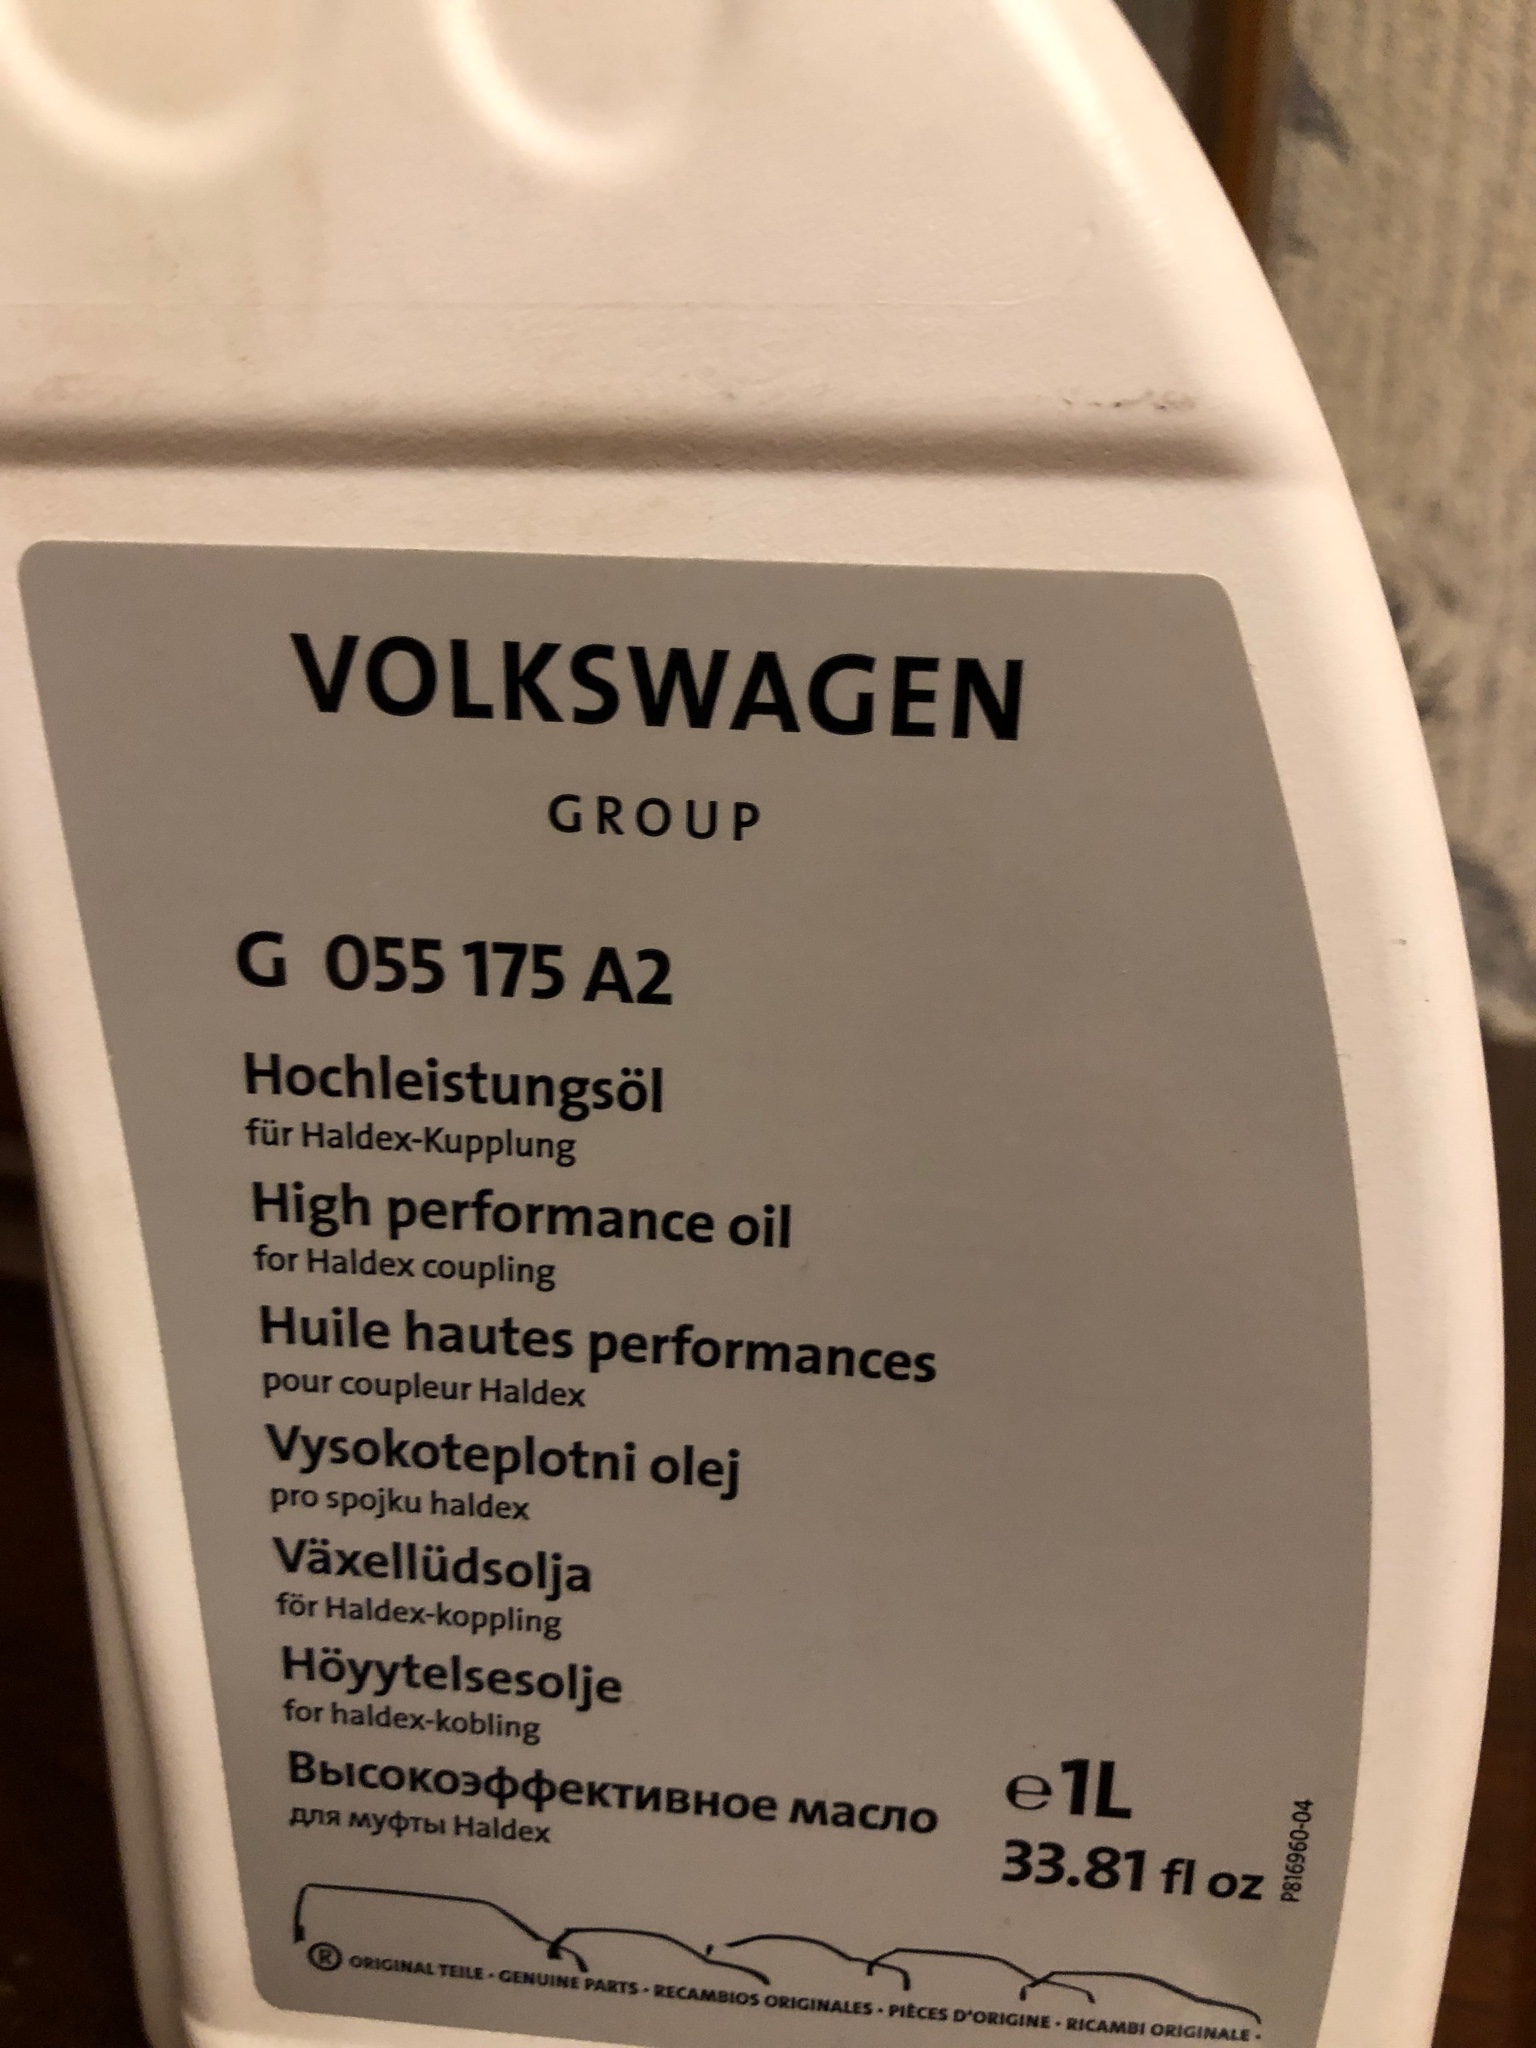 VOLKSWAGEN
GROUP
G 055 175 A2
Hochleistungsöl
für Haldex-Kupplung
High performance oil
for Haldex coupling
Huile hautes performances
pour coupleur Haldex
Vysokoteplotni olej
pro spojku haldex
Växellüdsolja
för Haldex-koppling
Höyytelsesolje
for haldex-kobling
Высокоэффективное масло
для муфты Haldex
℮1L
33.81 fl oz
P816960-04
® ORIGINAL TEILE · GENUINE PARTS · RECAMBIOS ORIGINALES · PIÈCES D'ORIGINE · RICAMBI ORIGINALE ·